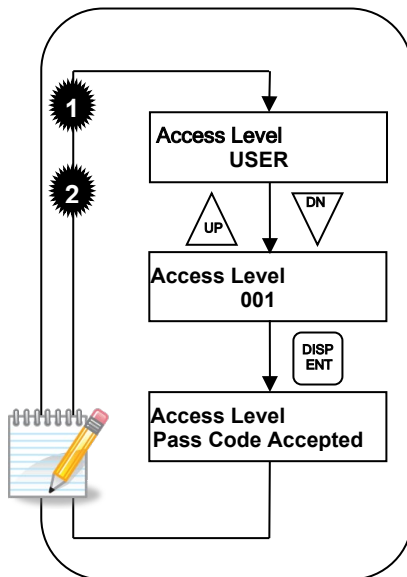 1
Access Level
USER
2
UP
DN
Access Level
001
DISP
ENT
Access Level
Pass Code Accepted